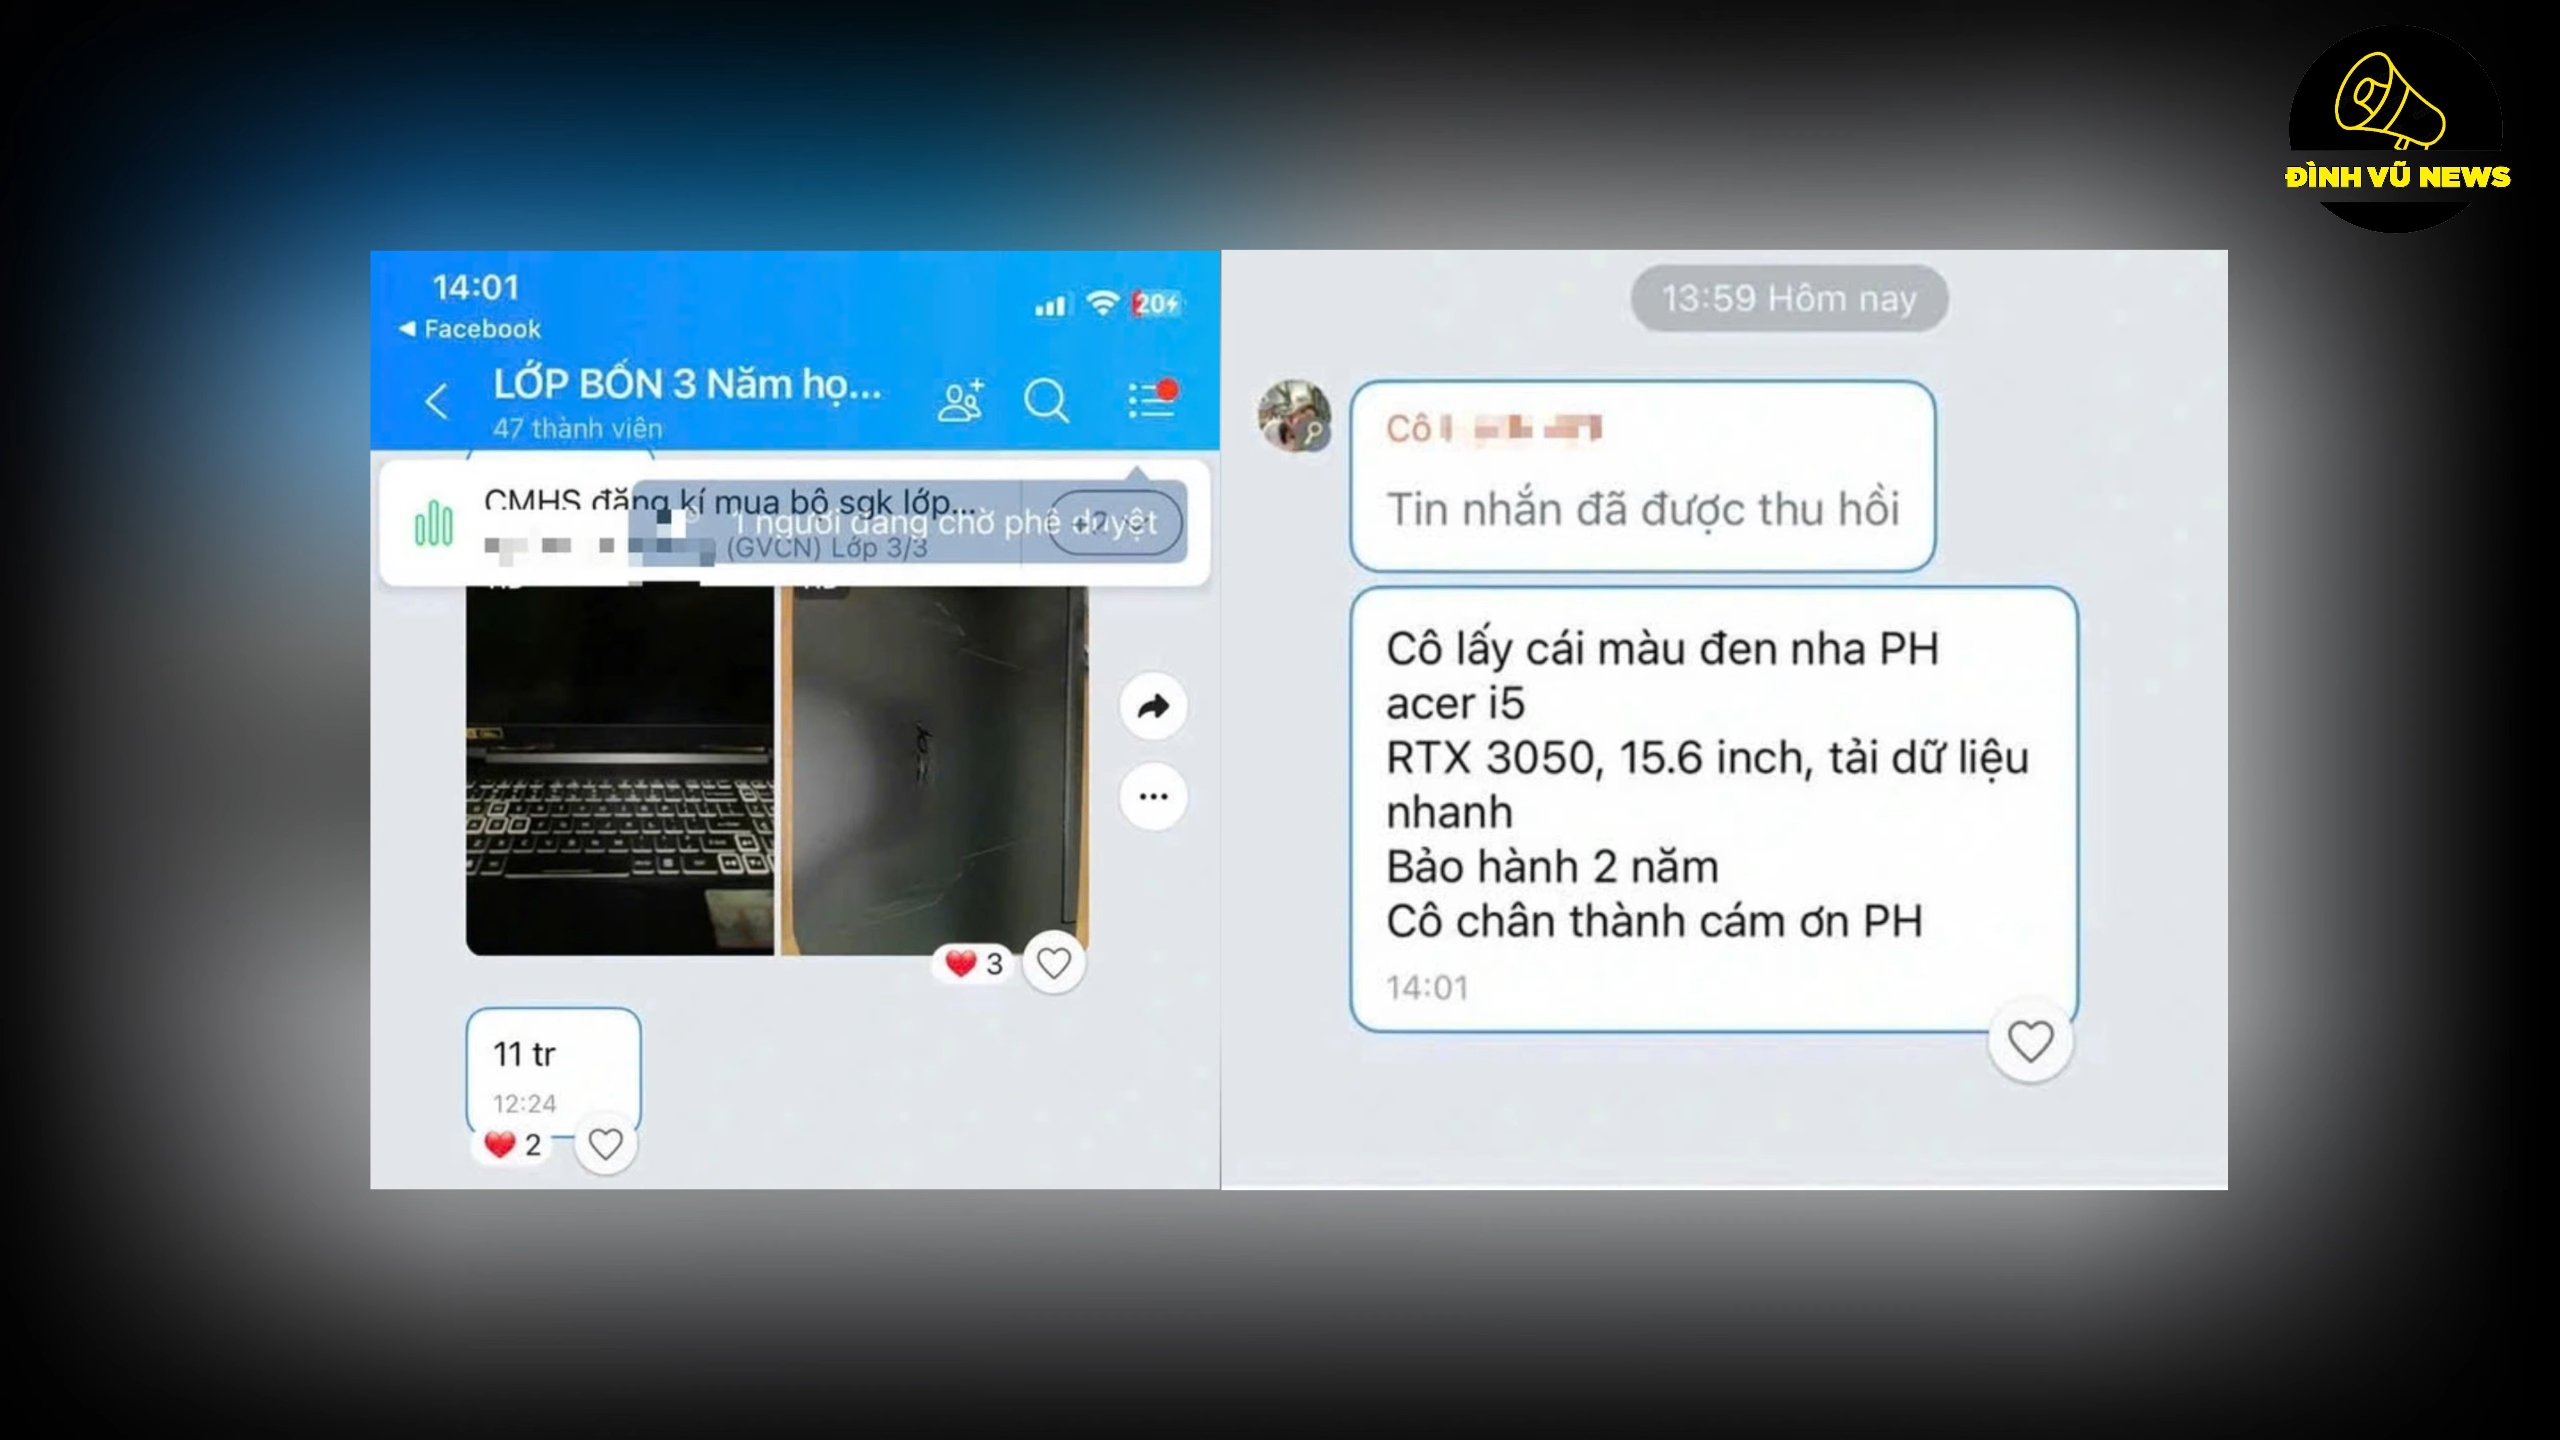 ĐÌNH VŨ NEWS
14:01
20
Facebook
LỚP BỐN 3 Năm họ...
47 thành viên
CMHS đăng kí mua bộ sgk lớp...
1 người đang chờ phê duyệt
+2
(GVCN) Lớp 3/3
3
11 tr
12:24
2
13:59 Hôm nay
Cô
Tin nhắn đã được thu hồi
Cô lấy cái màu đen nha PH
acer i5
RTX 3050, 15.6 inch, tải dữ liệu
nhanh
Bảo hành 2 năm
Cô chân thành cám ơn PH
14:01